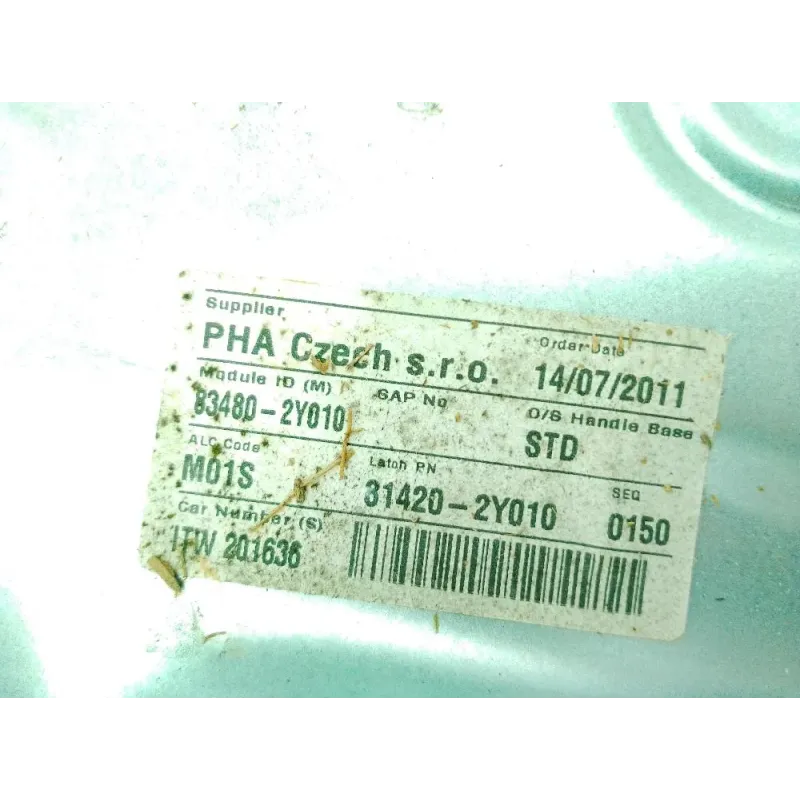 Supplier
PHA Czech s.r.o.
Order Date
14/07/2011
Module ID (M)
83480-2Y010
SAP No
O/S Handle Base
STD
ALC Code
M01S
Latch PN
31420-2Y010
SEQ
0150
Car Number (S)
1TW 201636